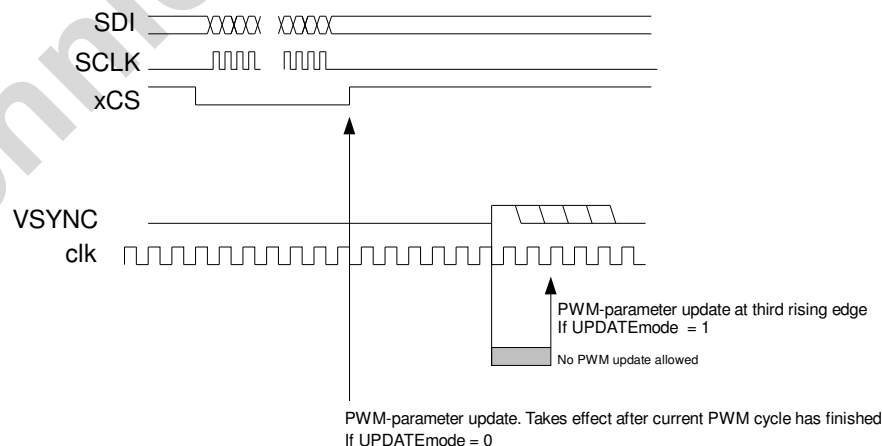 SDI
SCLK
xCS
VSYNC
clk
PWM-parameter update at third rising edge
If UPDATEmode = 1
No PWM update allowed
PWM-parameter update. Takes effect after current PWM cycle has finished
If UPDATEmode = 0